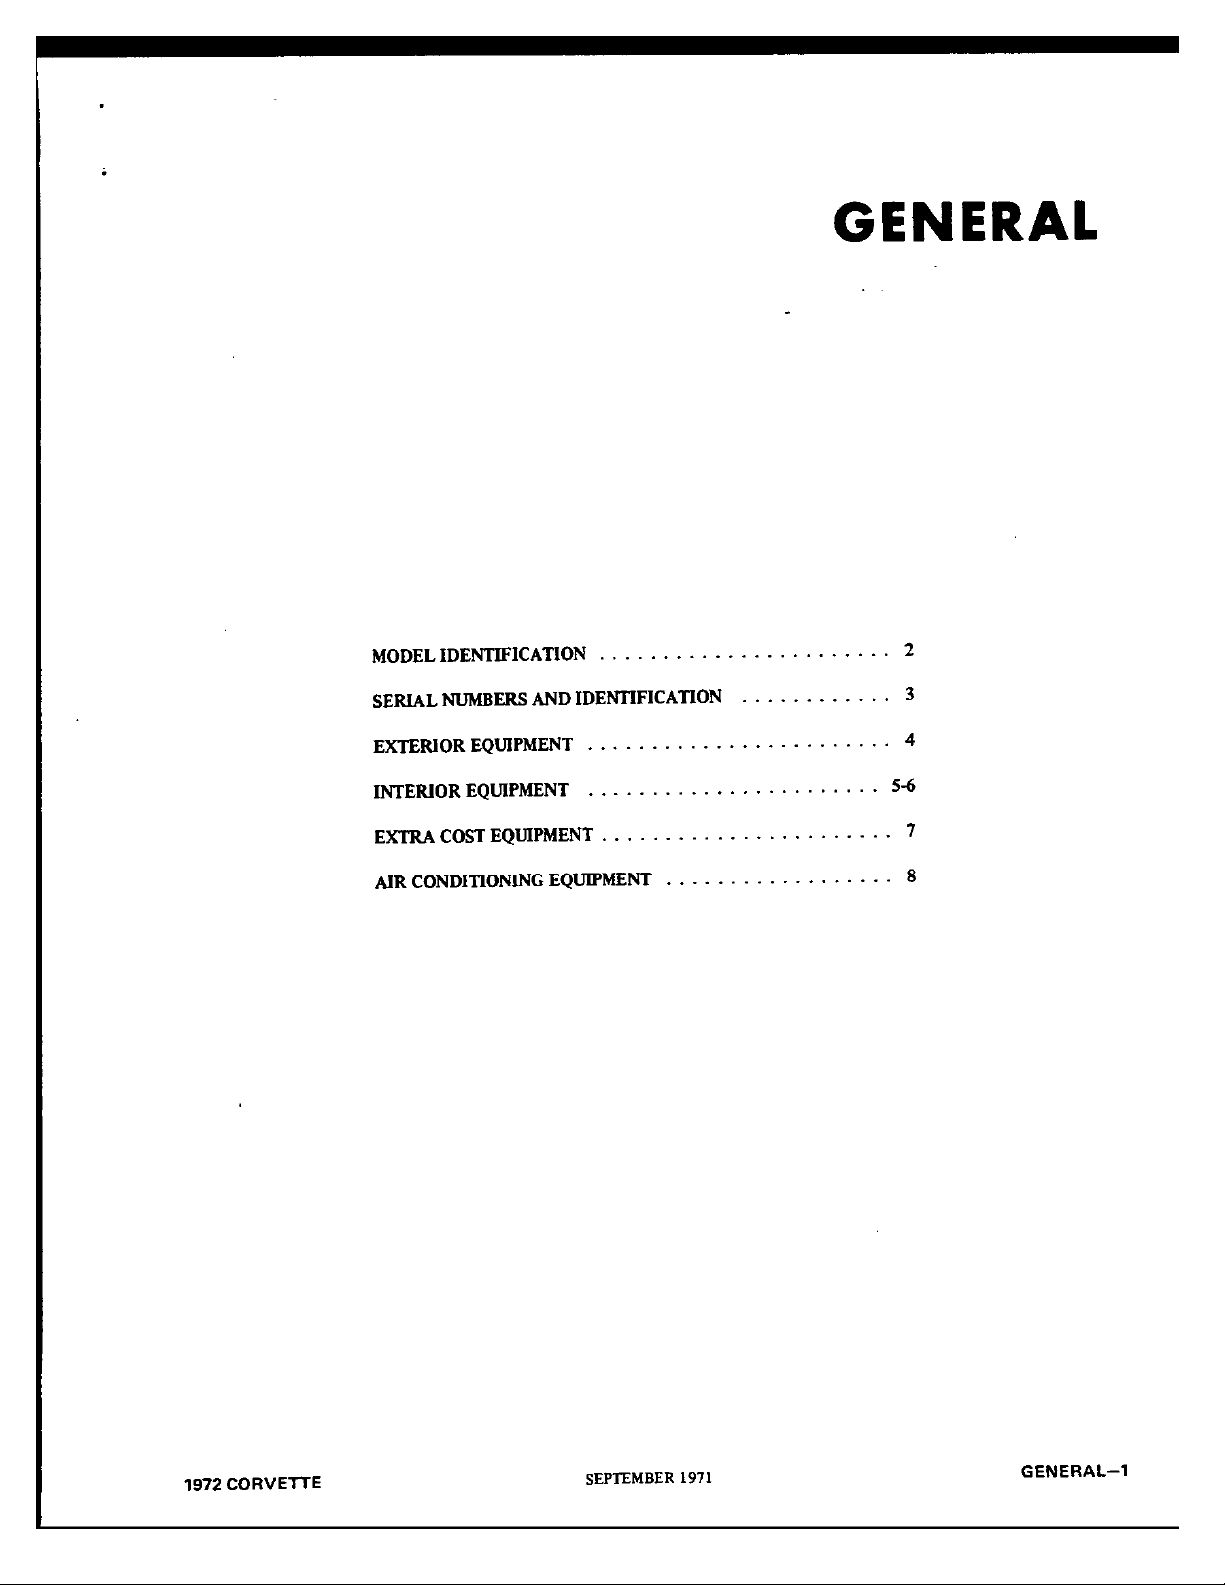 GENERAL
MODEL IDENTIFICATION . . . . . . . . . . . . . . . . . . . . . . . 2
SERIAL NUMBERS AND IDENTIFICATION . . . . . . . . . . . . 3
EXTERIOR EQUIPMENT . . . . . . . . . . . . . . . . . . . . . . . . 4
INTERIOR EQUIPMENT . . . . . . . . . . . . . . . . . . . . . . . 5-6
EXTRA COST EQUIPMENT . . . . . . . . . . . . . . . . . . . . . . . 7
AIR CONDITIONING EQUIPMENT . . . . . . . . . . . . . . . . . . 8
1972 CORVETTE SEPTEMBER 1971 GENERAL–1